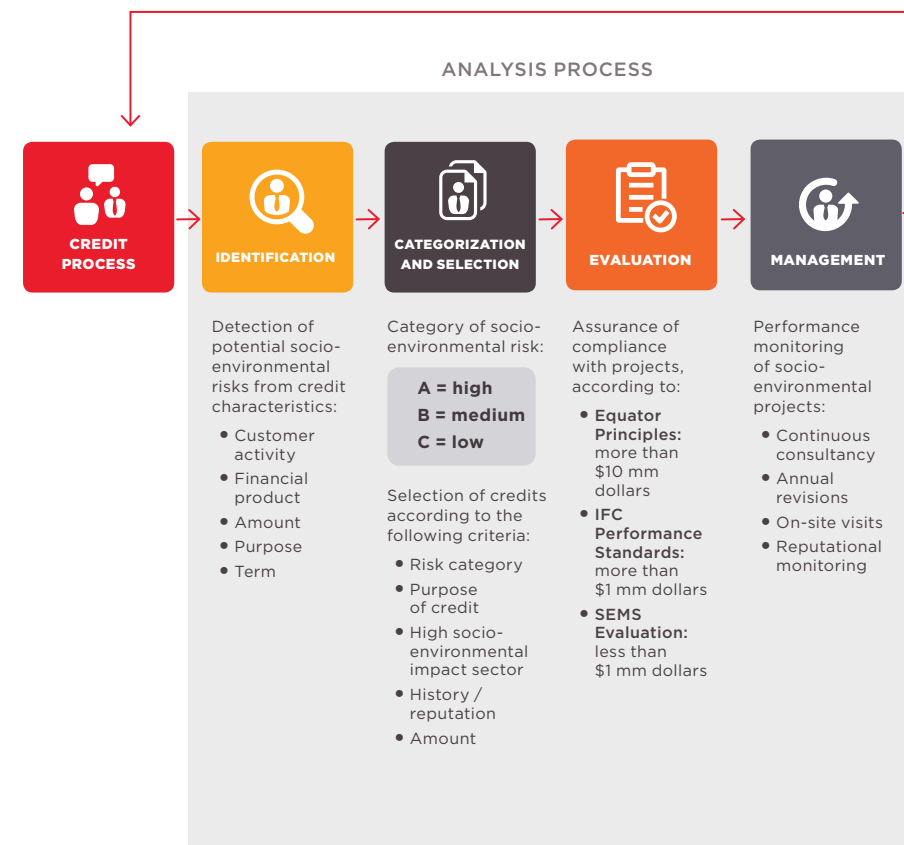 ANALYSIS PROCESS
CREDIT
PROCESS
IDENTIFICATION
CATEGORIZATION
AND SELECTION
EVALUATION
MANAGEMENT
Detection of
potential socio-
environmental
risks from credit
characteristics:
• Customer
activity
• Financial
product
• Amount
• Purpose
• Term
Category of socio-
environmental risk:
A = high
B = medium
C = low
Selection of credits
according to the
following criteria:
• Risk category
• Purpose
of credit
• High socio-
environmental
impact sector
• History /
reputation
• Amount
Assurance of
compliance
with projects,
according to:
• Equator
Principles:
more than
$10 mm
dollars
• IFC
Performance
Standards:
more than
$1 mm dollars
• SEMS
Evaluation:
less than
$1 mm dollars
Performance
monitoring
of socio-
environmental
projects:
• Continuous
consultancy
• Annual
revisions
• On-site visits
• Reputational
monitoring